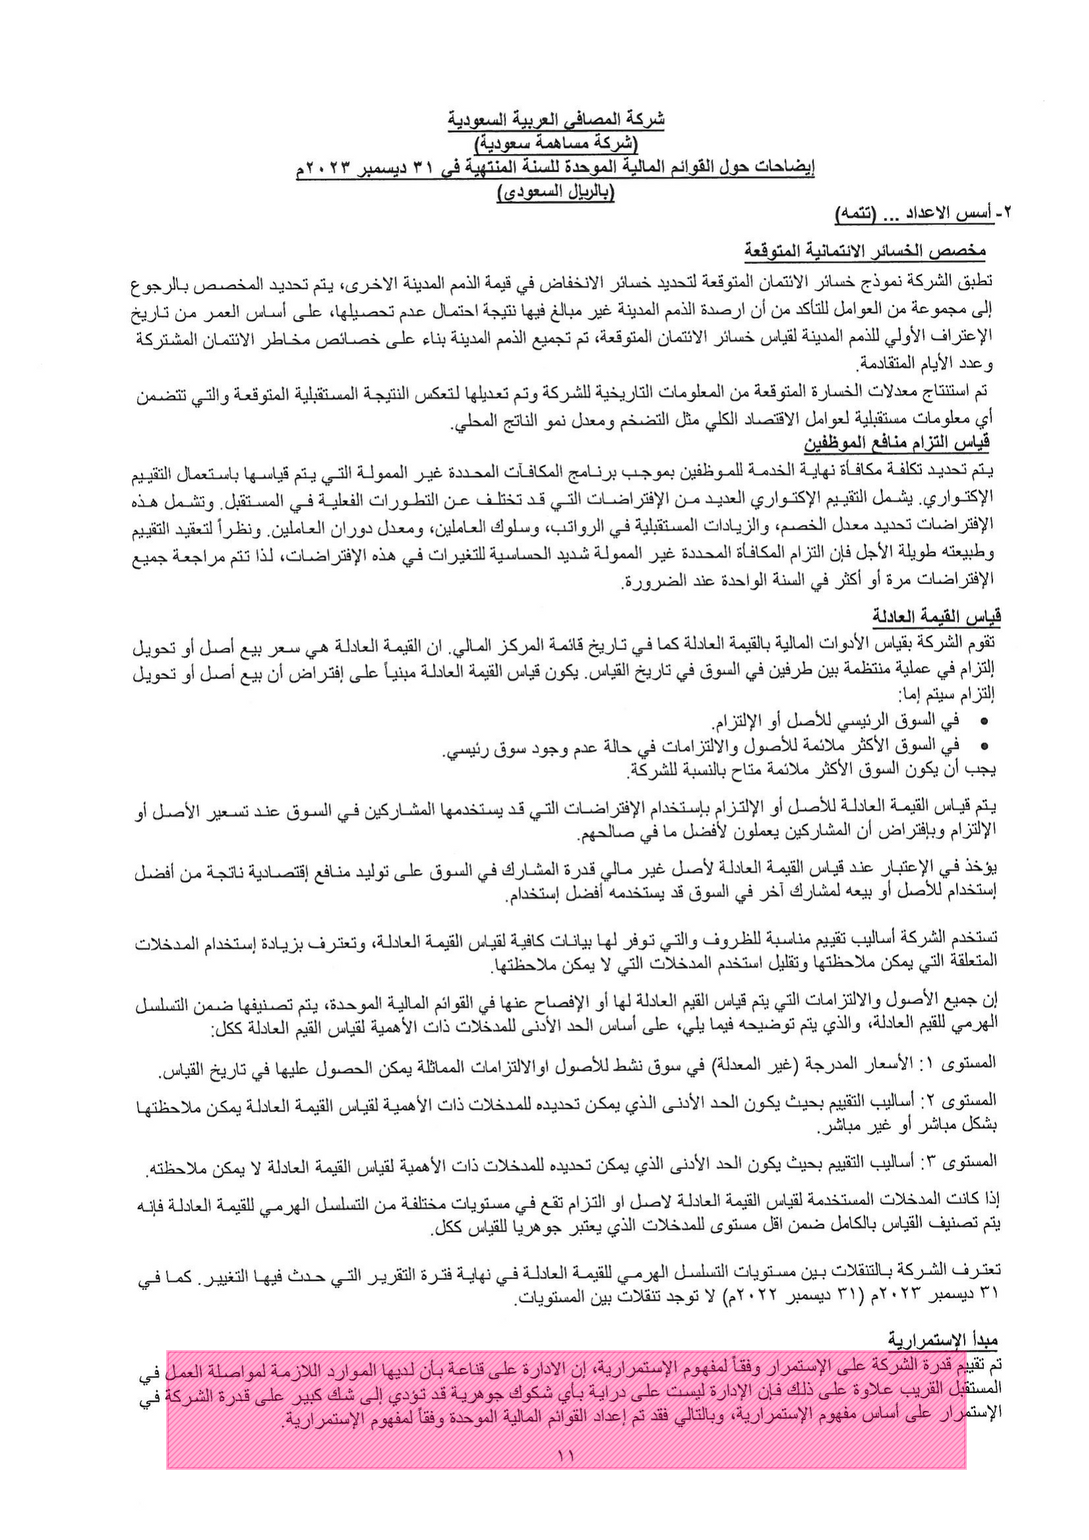 شركة المصافي العربية السعودية
(شركة مساهمة سعودية)
إيضاحات حول القوائم المالية الموحدة للسنة المنتهية في ٣١ ديسمبر ٢٠٢٣م
(بالريال السعودي)
٢- أسس الاعداد ... (تتمه)
مخصص الخسائر الائتمانية المتوقعة
تطبق الشركة نموذج خسائر الائتمان المتوقعة لتحديد خسائر الانخفاض في قيمة الذمم المدينة الاخرى، يتم تحديد المخصص بالرجوع
إلى مجموعة من العوامل للتأكد من أن ارصدة الذمم المدينة غير مبالغ فيها نتيجة احتمال عدم تحصيلها، على أساس العمر من تاريخ
الإعتراف الأولي للذمم المدينة لقياس خسائر الائتمان المتوقعة، تم تجميع الذمم المدينة بناء على خصائص مخاطر الائتمان المشتركة
وعدد الأيام المتقادمة.
تم استنتاج معدلات الخسارة المتوقعة من المعلومات التاريخية للشركة وتم تعديلها لتعكس النتيجة المستقبلية المتوقعة والتي تتضمن
أي معلومات مستقبلية لعوامل الاقتصاد الكلي مثل التضخم ومعدل نمو الناتج المحلي.
قياس التزام منافع الموظفين
يتم تحديد تكلفة مكافأة نهاية الخدمة للموظفين بموجب برنامج المكافآت المحددة غير الممولة التي يتم قياسها باستعمال التقييم
الإكتواري. يشمل التقييم الإكتواري العديد من الإفتراضات التي قد تختلف عن التطورات الفعلية في المستقبل. وتشمل هذه
الإفتراضات تحديد معدل الخصم، والزيادات المستقبلية في الرواتب، وسلوك العاملين، ومعدل دوران العاملين. ونظراً لتعقيد التقييم
وطبيعته طويلة الأجل فإن التزام المكافأة المحددة غير الممولة شديد الحساسية للتغيرات في هذه الإفتراضات، لذا تتم مراجعة جميع
الإفتراضات مرة أو أكثر في السنة الواحدة عند الضرورة.
قياس القيمة العادلة
تقوم الشركة بقياس الأدوات المالية بالقيمة العادلة كما في تاريخ قائمة المركز المالي. ان القيمة العادلة هي سعر بيع أصل أو تحويل
إلتزام في عملية منتظمة بين طرفين في السوق في تاريخ القياس. يكون قياس القيمة العادلة مبنياً على إفتراض أن بيع أصل أو تحويل
إلتزام سيتم إما:
• في السوق الرئيسي للأصل أو الإلتزام.
• في السوق الأكثر ملائمة للأصول والالتزامات في حالة عدم وجود سوق رئيسي.
يجب أن يكون السوق الأكثر ملائمة متاح بالنسبة للشركة.
يتم قياس القيمة العادلة للأصل أو الإلتزام بإستخدام الإفتراضات التي قد يستخدمها المشاركين في السوق عند تسعير الأصل أو
الإلتزام وبإفتراض أن المشاركين يعملون لأفضل ما في صالحهم.
يؤخذ في الإعتبار عند قياس القيمة العادلة لأصل غير مالي قدرة المشارك في السوق على توليد منافع إقتصادية ناتجة من أفضل
إستخدام للأصل أو بيعه لمشارك آخر في السوق قد يستخدمه أفضل إستخدام.
تستخدم الشركة أساليب تقييم مناسبة للظروف والتي توفر لها بيانات كافية لقياس القيمة العادلة، وتعترف بزيادة إستخدام المدخلات
المتعلقة التي يمكن ملاحظتها وتقليل استخدم المدخلات التي لا يمكن ملاحظتها.
إن جميع الأصول والالتزامات التي يتم قياس القيم العادلة لها أو الإفصاح عنها في القوائم المالية الموحدة، يتم تصنيفها ضمن التسلسل
الهرمي للقيم العادلة، والذي يتم توضيحه فيما يلي، على أساس الحد الأدنى للمدخلات ذات الأهمية لقياس القيم العادلة ككل:
المستوى ١: الأسعار المدرجة (غير المعدلة) في سوق نشط للأصول اوالالتزامات المماثلة يمكن الحصول عليها في تاريخ القياس.
المستوى ٢: أساليب التقييم بحيث يكون الحد الأدنى الذي يمكن تحديده للمدخلات ذات الأهمية لقياس القيمة العادلة يمكن ملاحظتها
بشكل مباشر أو غير مباشر.
المستوى ٣: أساليب التقييم بحيث يكون الحد الأدنى الذي يمكن تحديده للمدخلات ذات الأهمية لقياس القيمة العادلة لا يمكن ملاحظته.
إذا كانت المدخلات المستخدمة لقياس القيمة العادلة لاصل او التزام تقع في مستويات مختلفة من التسلسل الهرمي للقيمة العادلة فإنه
يتم تصنيف القياس بالكامل ضمن اقل مستوى للمدخلات الذي يعتبر جوهريا للقياس ككل.
تعترف الشركة بالتنقلات بين مستويات التسلسل الهرمي للقيمة العادلة في نهاية فترة التقرير التي حدث فيها التغيير. كما في
٣١ ديسمبر ٢٠٢٣م (٣١ ديسمبر ٢٠٢٢م) لا توجد تنقلات بين المستويات.
مبدأ الإستمرارية
تم تقييم قدرة الشركة على الإستمرار وفقاً لمفهوم الإستمرارية، إن الادارة على قناعة بأن لديها الموارد اللازمة لمواصلة العمل في
المستقبل القريب علاوة على ذلك فإن الإدارة ليست على دراية بأي شكوك جوهرية قد تؤدي إلى شك كبير على قدرة الشركة في
الإستمرار على أساس مفهوم الإستمرارية، وبالتالي فقد تم إعداد القوائم المالية الموحدة وفقاً لمفهوم الإستمرارية.
١١